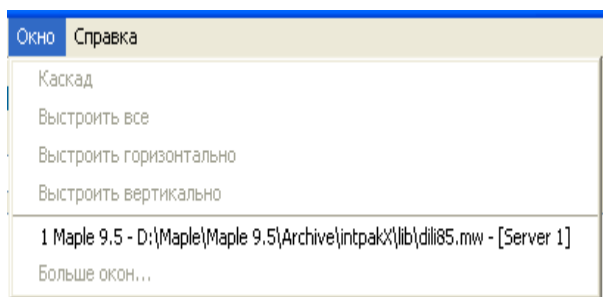 Окно Справка
Каскад
Выстроить все
Выстроить горизонтально
Выстроить вертикально
1 Maple 9.5 - D:\Maple\Maple 9.5\Archive\intpakX\lib\dili85.mw - [Server 1]
Больше окон...